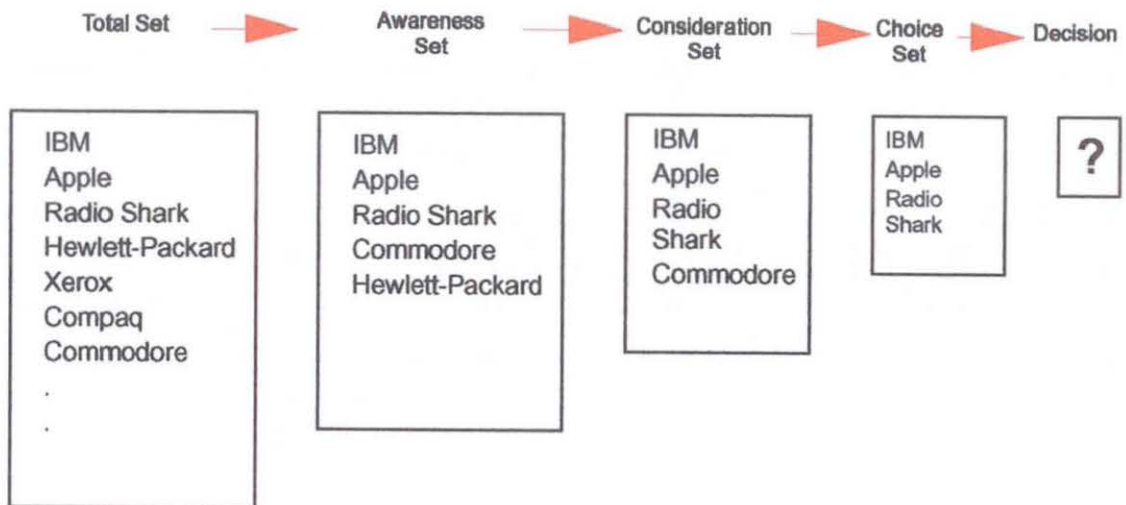 Total Set
Awareness
Set
Consideration
Set
Choice
Set
Decision
IBM
Apple
Radio Shark
Hewlett-Packard
Xerox
Compaq
Commodore
.
.
IBM
Apple
Radio Shark
Commodore
Hewlett-Packard
IBM
Apple
Radio
Shark
Commodore
IBM
Apple
Radio
Shark
?